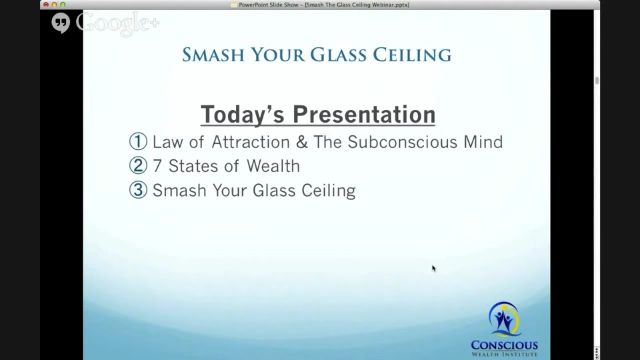 PowerPoint Slide Show - [Smash The Glass Ceiling Webinar.pptx]
Google+
SMASH YOUR GLASS CEILING
Today's Presentation
① Law of Attraction & The Subconscious Mind
② 7 States of Wealth
③ Smash Your Glass Ceiling
CONSCIOUS
WEALTH INSTITUTE